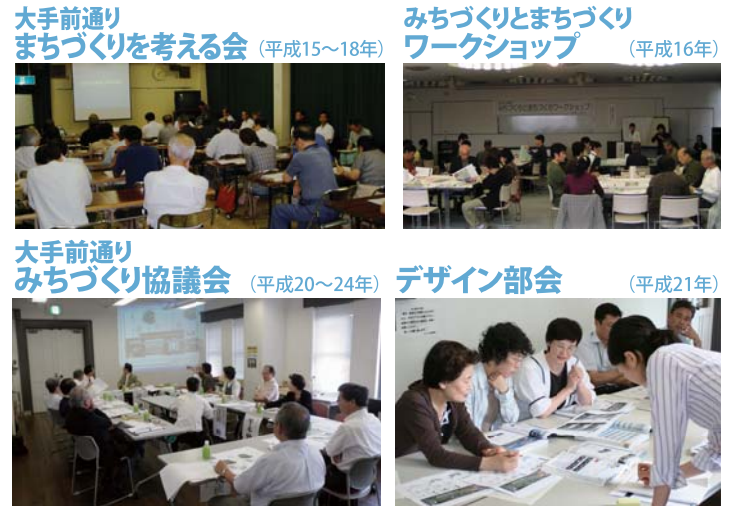 大手前通り
まちづくりを考える会（平成15〜18年）
みちづくりとまちづくり
ワークショップ（平成16年）
大手前通り
みちづくり協議会（平成20〜24年）
デザイン部会（平成21年）